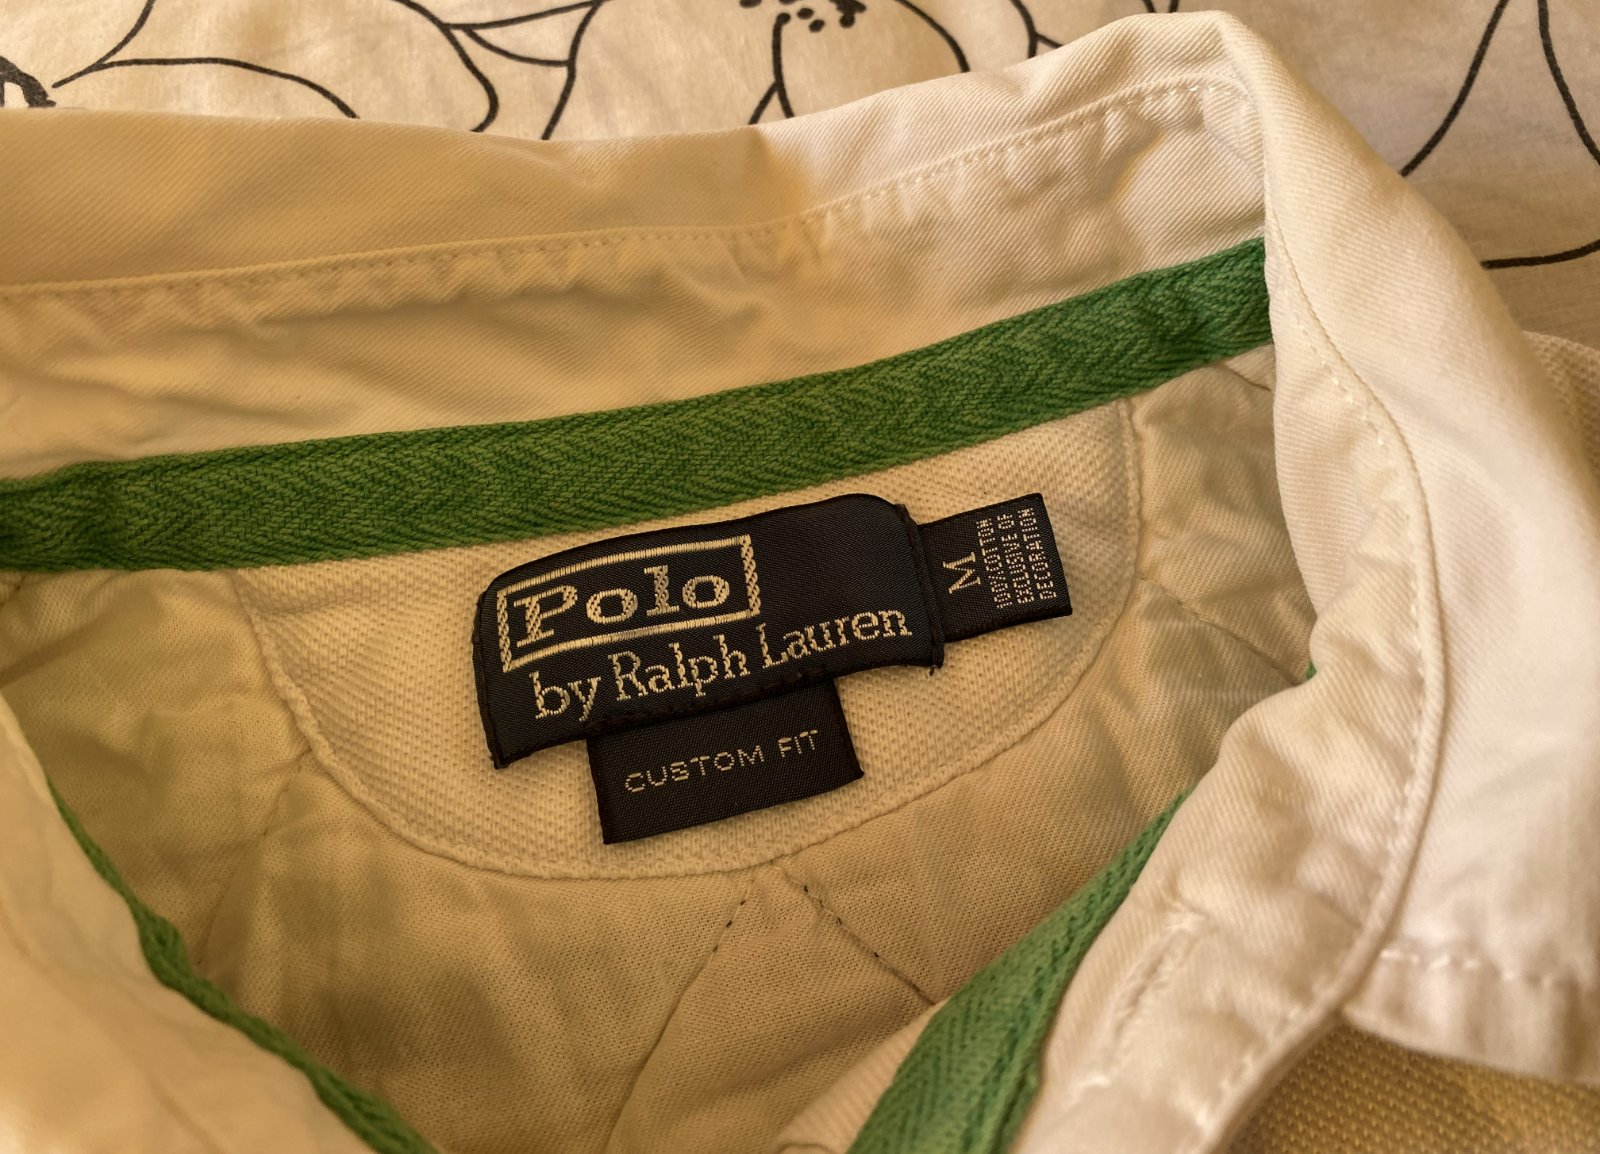 Polo
by Ralph Lauren
CUSTOM FIT
M
100% COTTON
EXCLUSIVE OF
DECORATION